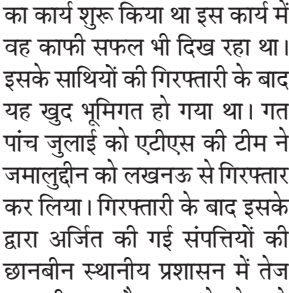 का कार्य शुरू किया था इस कार्य में
वह काफी सफल भी दिख रहा था।
इसके साथियों की गिरफ्तारी के बाद
यह खुद भूमिगत हो गया था। गत
पांच जुलाई को एटीएस की टीम ने
जमालुद्दीन को लखनऊ से गिरफ्तार
कर लिया। गिरफ्तारी के बाद इसके
द्वारा अर्जित की गई संपत्तियों की
छानबीन स्थानीय प्रशासन में तेज